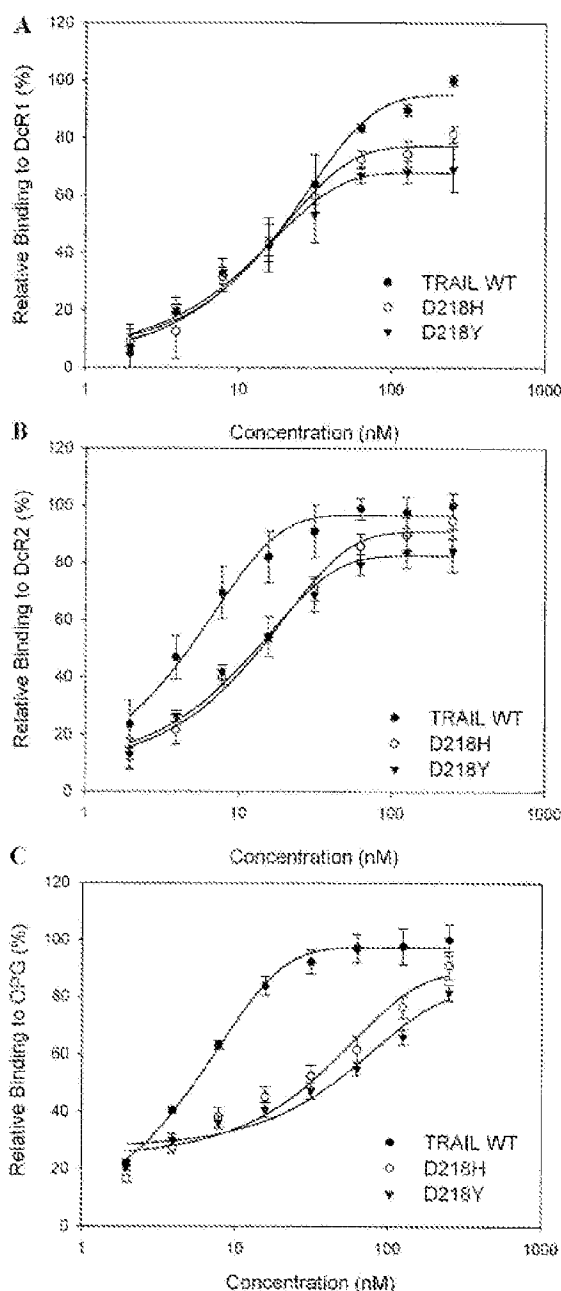 A
Relative Binding to DcR1 (%)
120
100
80
60
40
20
0
TRAIL WT
D218H
D218Y
1
10
100
1000
Concentration (nM)
B
Relative Binding to DcR2 (%)
120
100
80
60
40
20
0
TRAIL WT
D218H
D218Y
1
10
100
1000
Concentration (nM)
C
Relative Binding to OPG (%)
120
100
80
60
40
20
0
TRAIL WT
D218H
D218Y
1
10
100
1000
Concentration (nM)